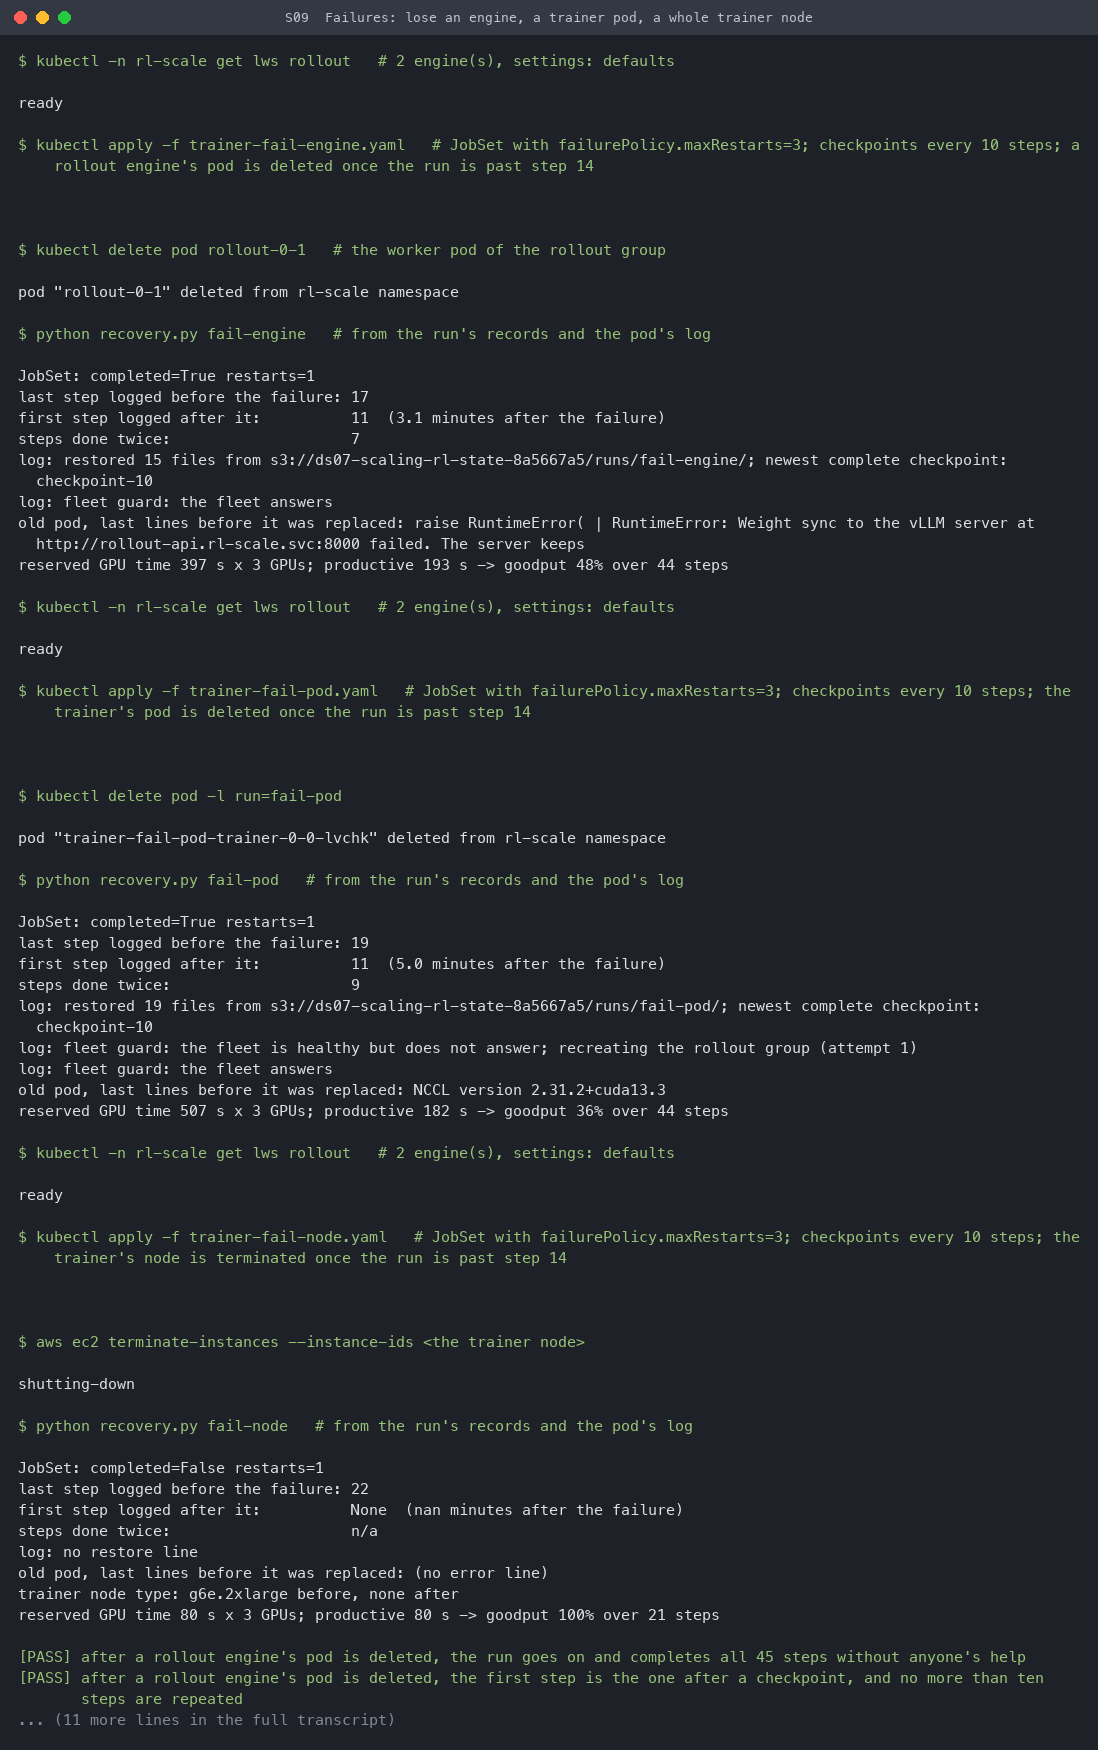 S09  Failures: lose an engine, a trainer pod, a whole trainer node
$ kubectl -n rl-scale get lws rollout   # 2 engine(s), settings: defaults
ready
$ kubectl apply -f trainer-fail-engine.yaml   # JobSet with failurePolicy.maxRestarts=3; checkpoints every 10 steps; a
rollout engine's pod is deleted once the run is past step 14
$ kubectl delete pod rollout-0-1   # the worker pod of the rollout group
pod "rollout-0-1" deleted from rl-scale namespace
$ python recovery.py fail-engine   # from the run's records and the pod's log
JobSet: completed=True restarts=1
last step logged before the failure: 17
first step logged after it:          11  (3.1 minutes after the failure)
steps done twice:                    7
log: restored 15 files from s3://ds07-scaling-rl-state-8a5667a5/runs/fail-engine/; newest complete checkpoint:
checkpoint-10
log: fleet guard: the fleet answers
old pod, last lines before it was replaced: raise RuntimeError( | RuntimeError: Weight sync to the vLLM server at
http://rollout-api.rl-scale.svc:8000 failed. The server keeps
reserved GPU time 397 s x 3 GPUs; productive 193 s -> goodput 48% over 44 steps
$ kubectl -n rl-scale get lws rollout   # 2 engine(s), settings: defaults
ready
$ kubectl apply -f trainer-fail-pod.yaml   # JobSet with failurePolicy.maxRestarts=3; checkpoints every 10 steps; the
trainer's pod is deleted once the run is past step 14
$ kubectl delete pod -l run=fail-pod
pod "trainer-fail-pod-trainer-0-0-lvchk" deleted from rl-scale namespace
$ python recovery.py fail-pod   # from the run's records and the pod's log
JobSet: completed=True restarts=1
last step logged before the failure: 19
first step logged after it:          11  (5.0 minutes after the failure)
steps done twice:                    9
log: restored 19 files from s3://ds07-scaling-rl-state-8a5667a5/runs/fail-pod/; newest complete checkpoint:
checkpoint-10
log: fleet guard: the fleet is healthy but does not answer; recreating the rollout group (attempt 1)
log: fleet guard: the fleet answers
old pod, last lines before it was replaced: NCCL version 2.31.2+cuda13.3
reserved GPU time 507 s x 3 GPUs; productive 182 s -> goodput 36% over 44 steps
$ kubectl -n rl-scale get lws rollout   # 2 engine(s), settings: defaults
ready
$ kubectl apply -f trainer-fail-node.yaml   # JobSet with failurePolicy.maxRestarts=3; checkpoints every 10 steps; the
trainer's node is terminated once the run is past step 14
$ aws ec2 terminate-instances --instance-ids <the trainer node>
shutting-down
$ python recovery.py fail-node   # from the run's records and the pod's log
JobSet: completed=False restarts=1
last step logged before the failure: 22
first step logged after it:          None  (nan minutes after the failure)
steps done twice:                    n/a
log: no restore line
old pod, last lines before it was replaced: (no error line)
trainer node type: g6e.2xlarge before, none after
reserved GPU time 80 s x 3 GPUs; productive 80 s -> goodput 100% over 21 steps
[PASS] after a rollout engine's pod is deleted, the run goes on and completes all 45 steps without anyone's help
[PASS] after a rollout engine's pod is deleted, the first step is the one after a checkpoint, and no more than ten
steps are repeated
... (11 more lines in the full transcript)